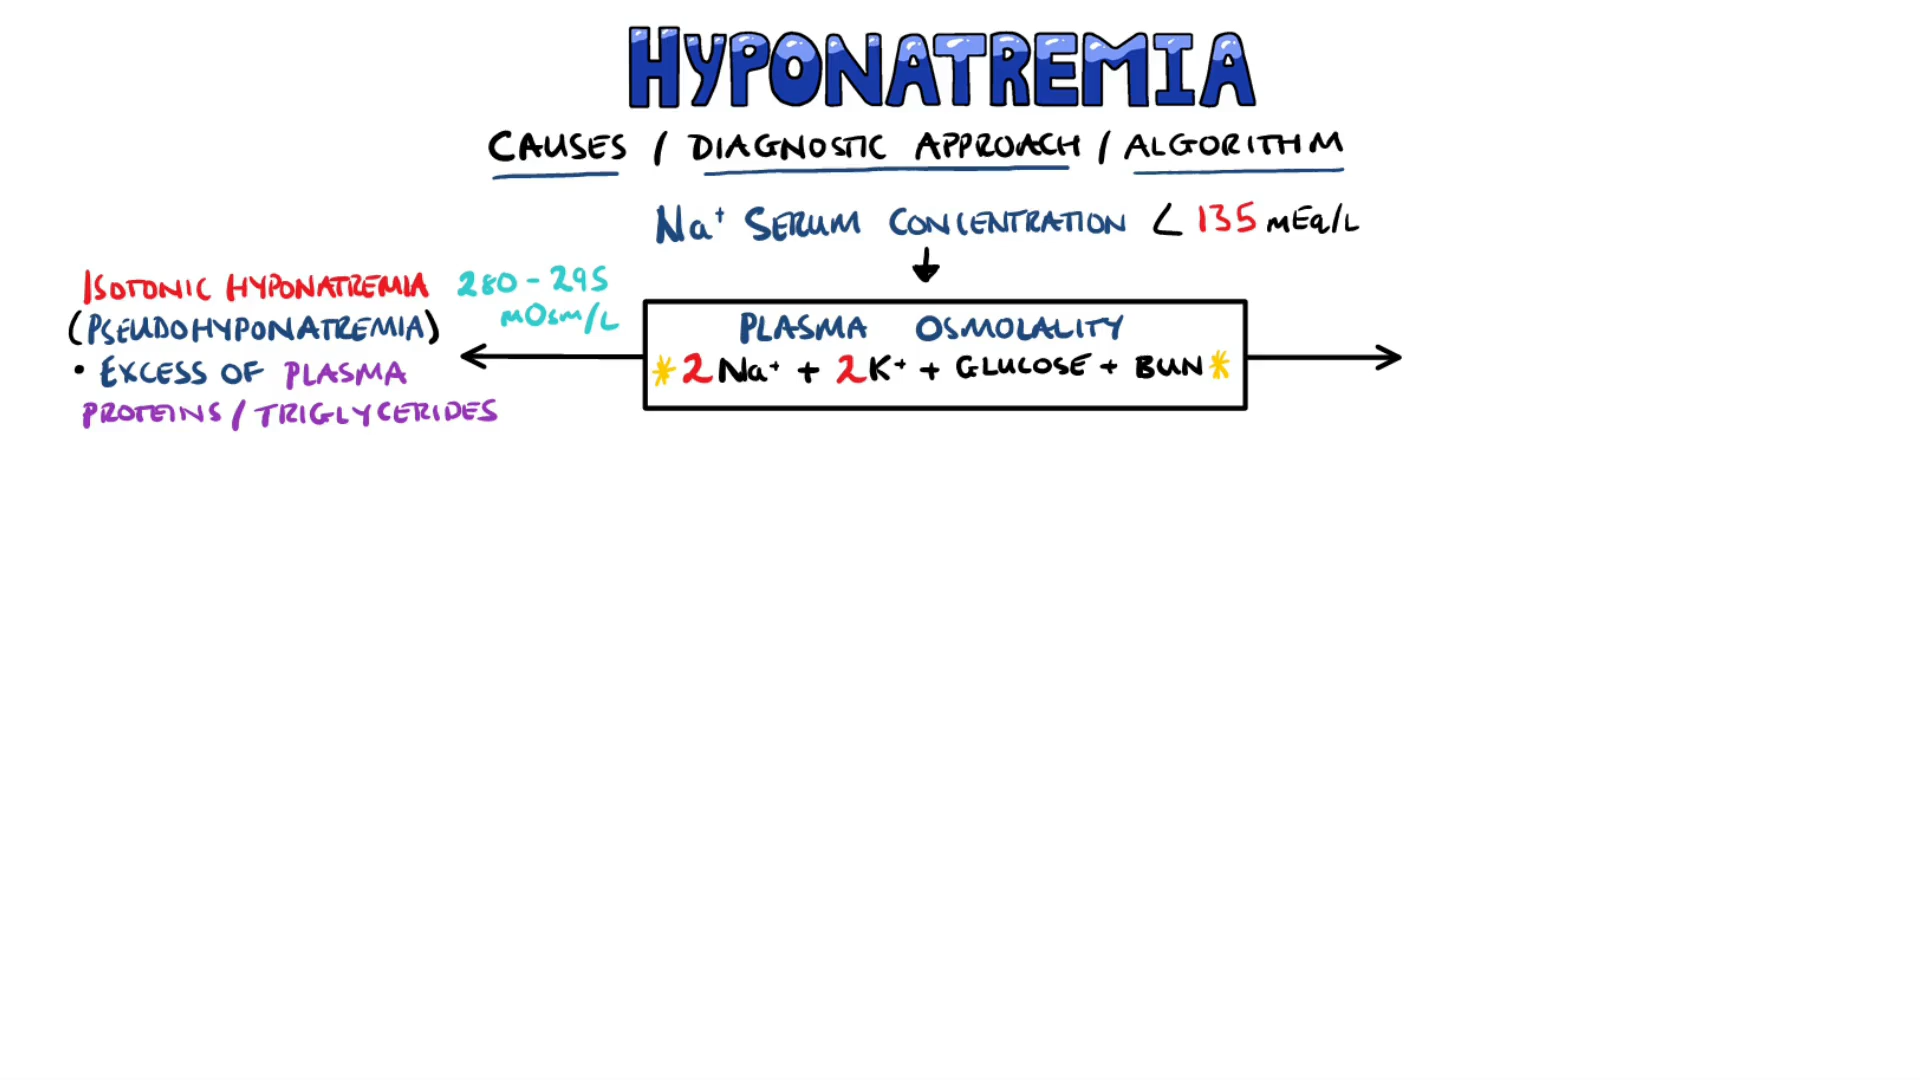 HYPONATREMIA
CAUSES / DIAGNOSTIC APPROACH / ALGORITHM
Na⁺ SERUM CONCENTRATION < 135 mEq/L
ISOTONIC HYPONATREMIA 280-295
(PSEUDOHYPONATREMIA) mOsm/L
• EXCESS OF PLASMA
PROTEINS / TRIGLYCERIDES
PLASMA OSMOLALITY
*2Na⁺ + 2K⁺ + GLUCOSE + BUN*